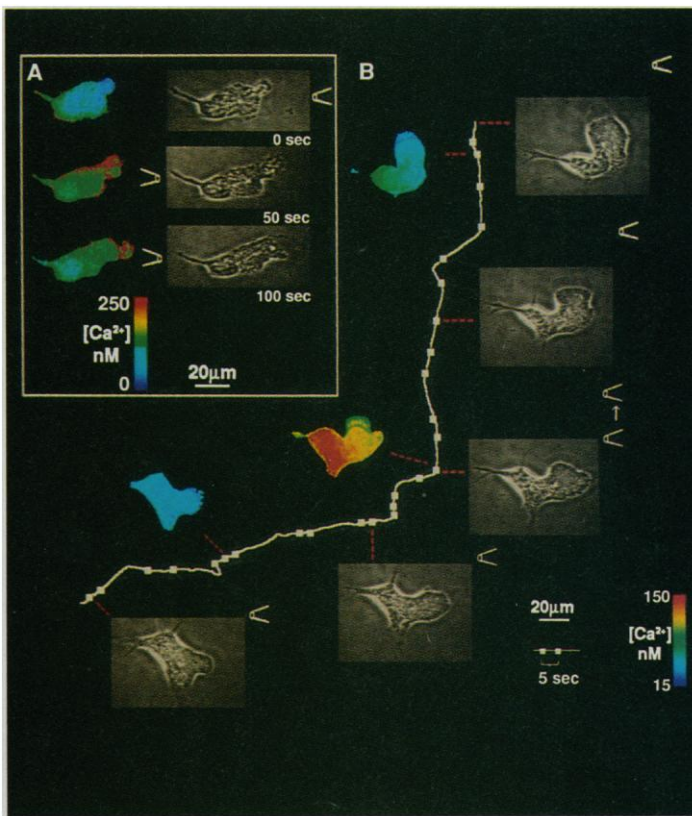 A
0 sec
50 sec
100 sec
250
[Ca²⁺]
nM
0
20µm
B
20µm
5 sec
150
[Ca²⁺]
nM
15